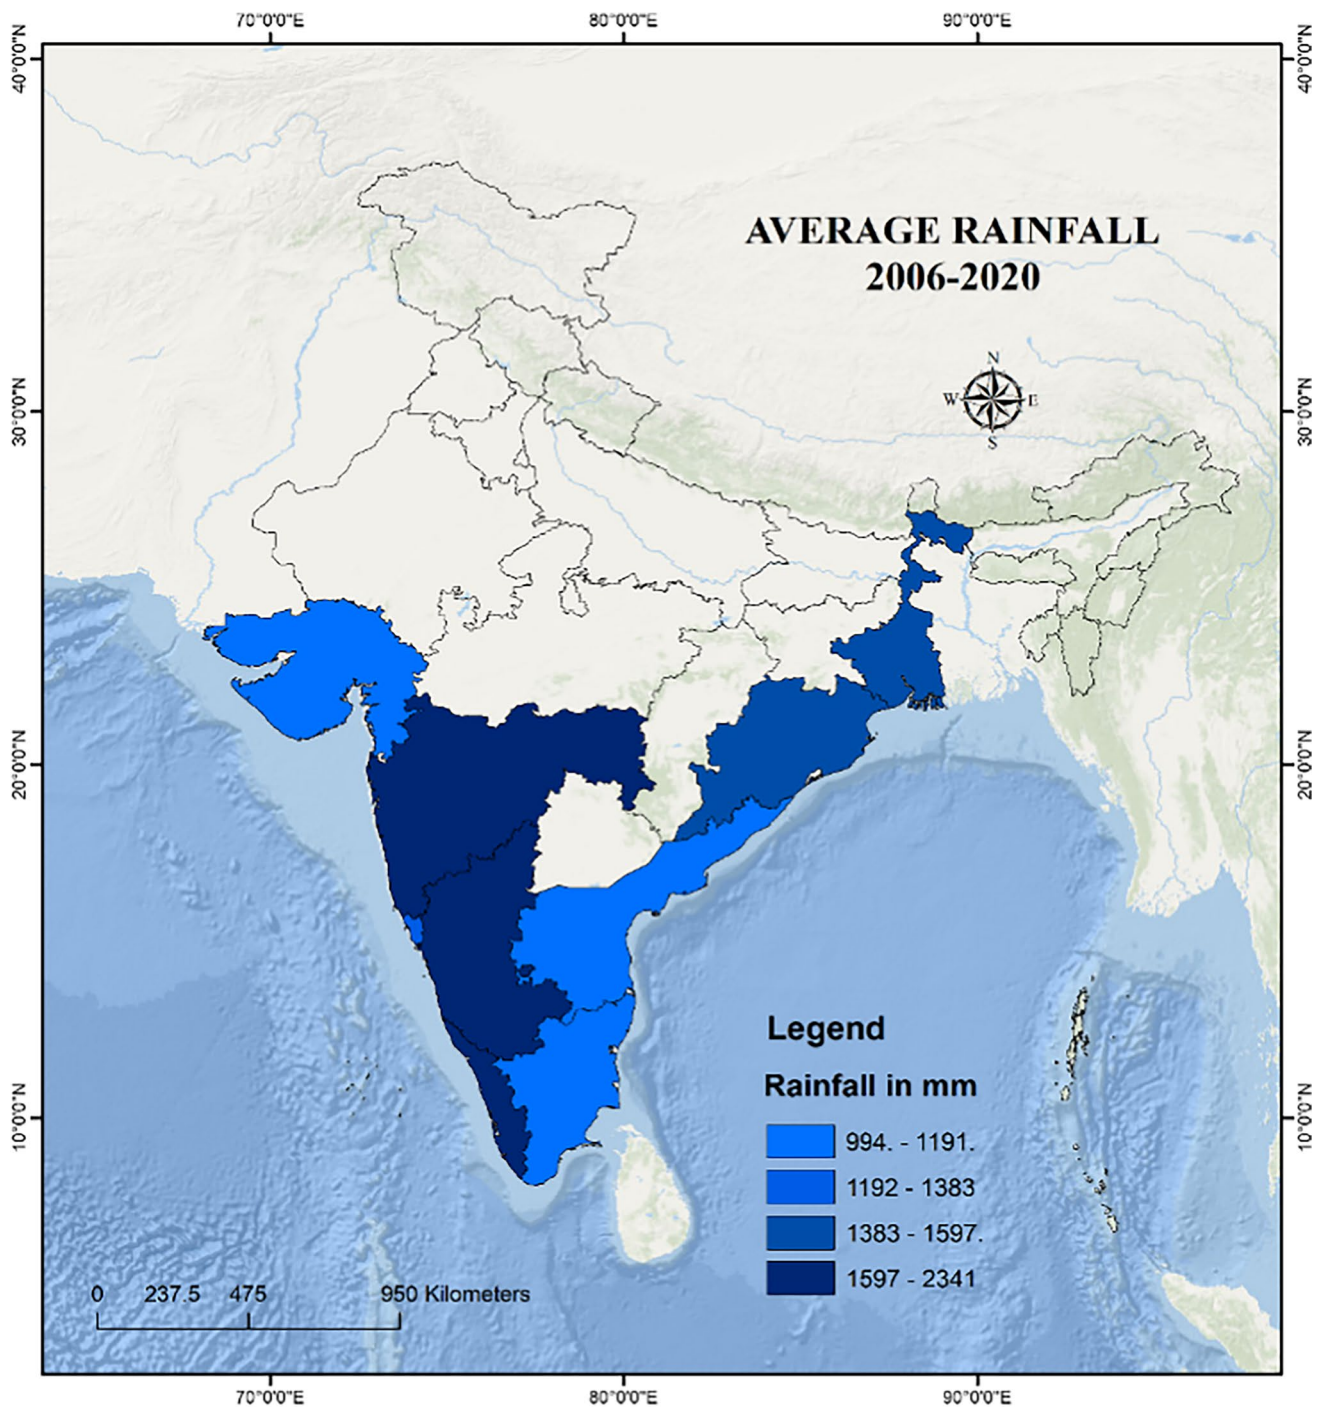 70°0'0"E 80°0'0"E 90°0'0"E
40°0'0"N 40°0'0"N
AVERAGE RAINFALL
2006-2020
N
W E
S
30°0'0"N 30°0'0"N
20°0'0"N 20°0'0"N
Legend
Rainfall in mm
10°0'0"N 10°0'0"N
994. - 1191.
1192 - 1383
1383 - 1597.
1597 - 2341
0 237.5 475 950 Kilometers
70°0'0"E 80°0'0"E 90°0'0"E